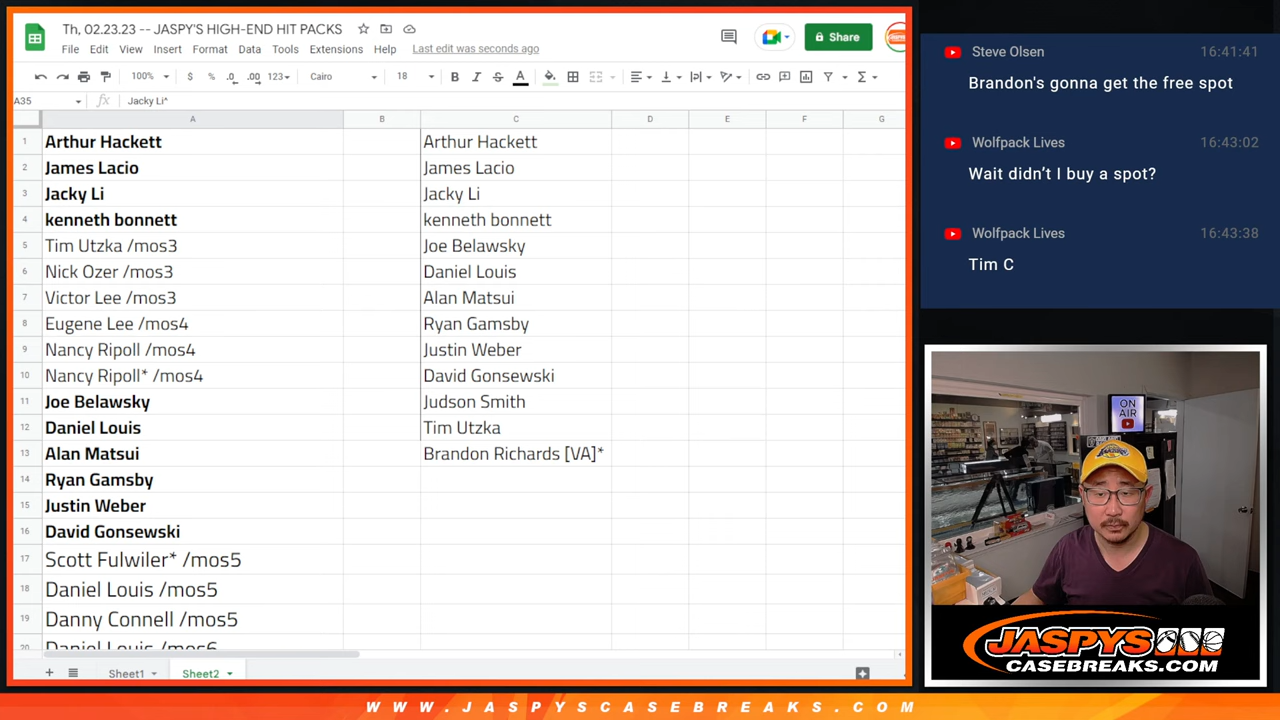 Th, 02.23.23 -- JASPY'S HIGH-END HIT PACKS
File Edit View Insert Format Data Tools Extensions Help Last edit was seconds ago
Share
100% $ % .0 .00 123 Cairo 18 B I S A
A35 fx Jacky Li^
A B C D E F G
1 Arthur Hackett Arthur Hackett
2 James Lacio James Lacio
3 Jacky Li Jacky Li
4 kenneth bonnett kenneth bonnett
5 Tim Utzka /mos3 Joe Belawsky
6 Nick Ozer /mos3 Daniel Louis
7 Victor Lee /mos3 Alan Matsui
8 Eugene Lee /mos4 Ryan Gamsby
9 Nancy Ripoll /mos4 Justin Weber
10 Nancy Ripoll* /mos4 David Gonsewski
11 Joe Belawsky Judson Smith
12 Daniel Louis Tim Utzka
13 Alan Matsui Brandon Richards [VA]*
14 Ryan Gamsby
15 Justin Weber
16 David Gonsewski
17 Scott Fulwiler* /mos5
18 Daniel Louis /mos5
19 Danny Connell /mos5
20 Daniel Louis /mos6
Sheet1 Sheet2
Steve Olsen 16:41:41
Brandon's gonna get the free spot
Wolfpack Lives 16:43:02
Wait didn’t I buy a spot?
Wolfpack Lives 16:43:38
Tim C
ON
AIR
JASPYS
CASEBREAKS.COM
WWW.JASPYSCASEBREAKS.COM